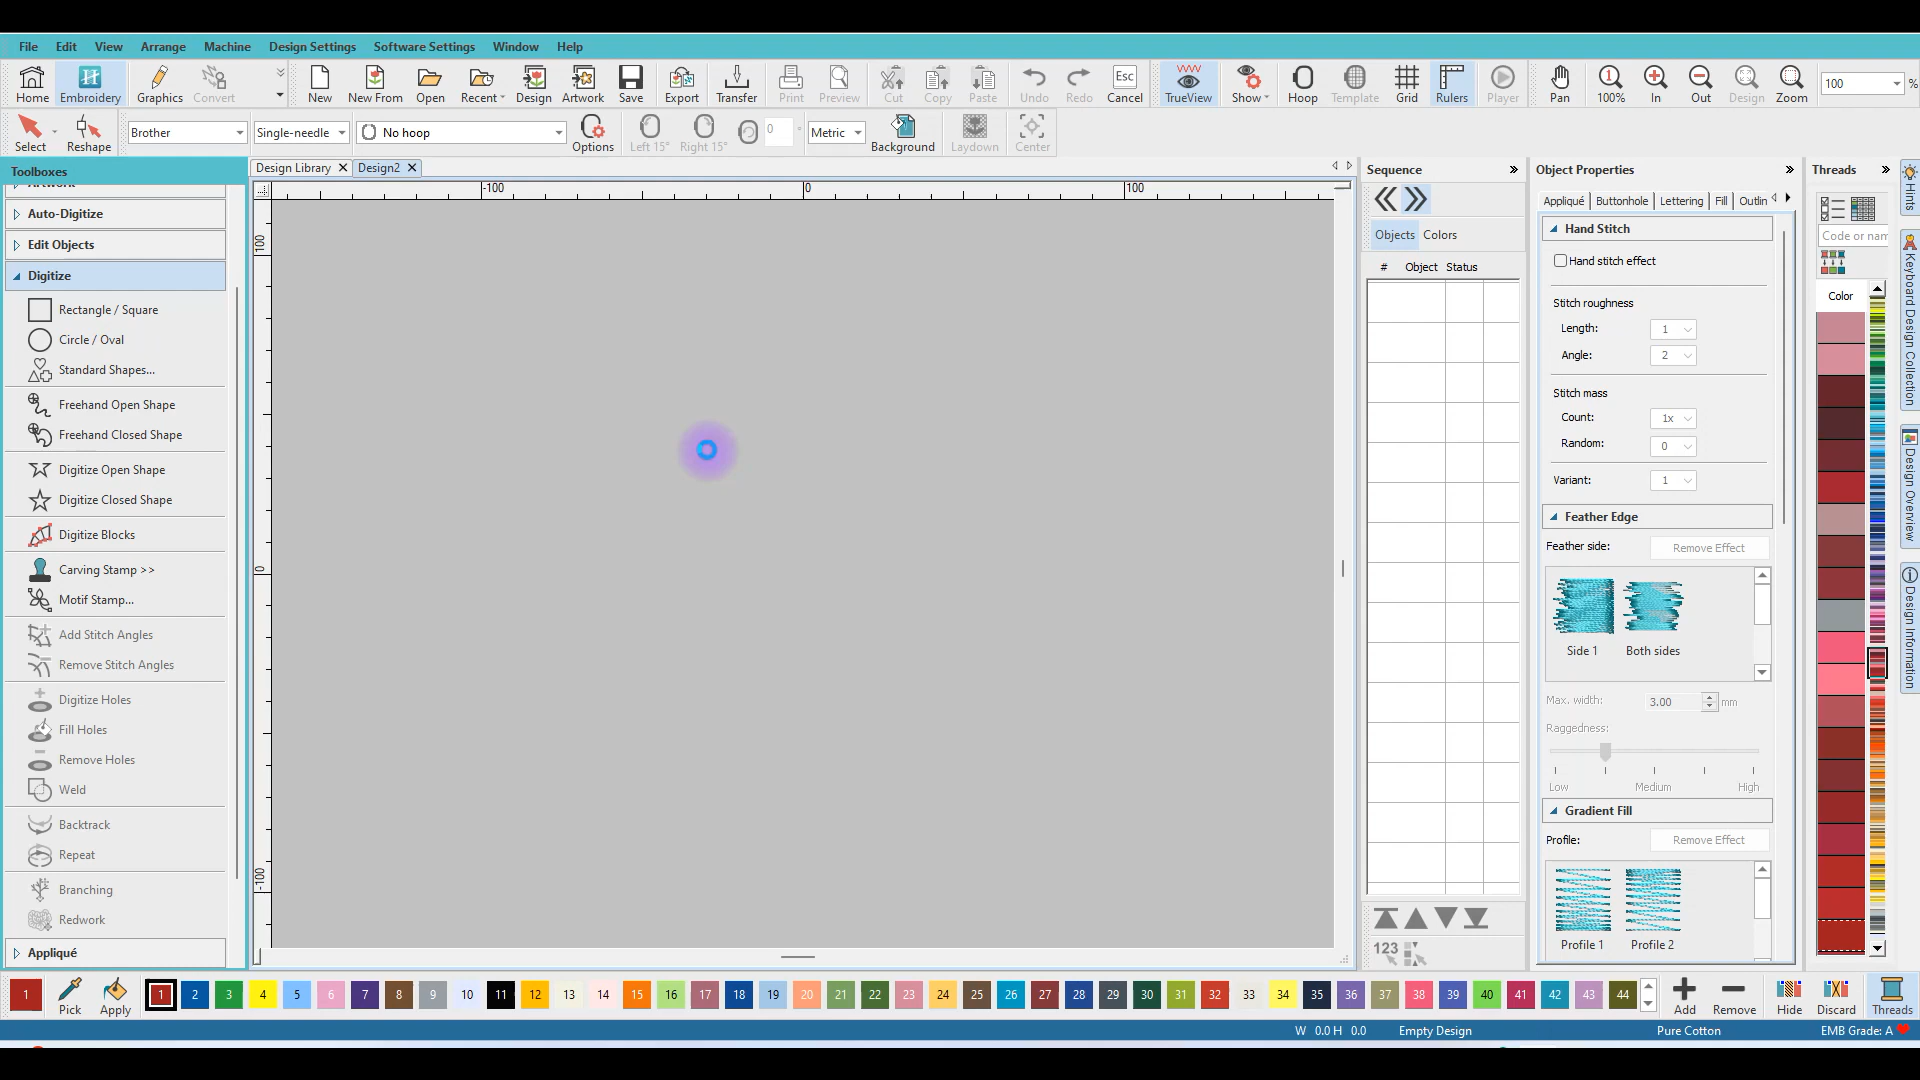 File Edit View Arrange Machine Design Settings Software Settings Window Help
Home Embroidery Graphics Convert New New From Open Recent Design Artwork Save Export Transfer Print Preview Cut Copy Paste Undo Redo Esc Cancel TrueView Show Hoop Template Grid Rulers Player Pan 1 100% In Out Design Zoom 100 %
Select Reshape Brother Single-needle No hoop Options Left 15° Right 15° 0 ° Metric Background Laydown Center
Toolboxes
Design Library Design2
Sequence
Object Properties
Threads
Hints
Auto-Digitize
Edit Objects
Digitize
Rectangle / Square
Circle / Oval
Standard Shapes...
Freehand Open Shape
Freehand Closed Shape
Digitize Open Shape
Digitize Closed Shape
Digitize Blocks
Carving Stamp >>
Motif Stamp...
Add Stitch Angles
Remove Stitch Angles
Digitize Holes
Fill Holes
Remove Holes
Weld
Backtrack
Repeat
Branching
Redwork
Appliqué
-100 0 100
100
0
-100
Objects Colors
# Object Status
123
Appliqué Buttonhole Lettering Fill Outlin
Hand Stitch
Hand stitch effect
Stitch roughness
Length: 1
Angle: 2
Stitch mass
Count: 1x
Random: 0
Variant: 1
Feather Edge
Feather side: Remove Effect
Side 1 Both sides
Max. width: 3.00 mm
Raggedness:
Low Medium High
Gradient Fill
Profile: Remove Effect
Profile 1 Profile 2
Code or nam
Color
Keyboard Design Collection
Design Overview
Design Information
1 Pick Apply 1 2 3 4 5 6 7 8 9 10 11 12 13 14 15 16 17 18 19 20 21 22 23 24 25 26 27 28 29 30 31 32 33 34 35 36 37 38 39 40 41 42 43 44 Add Remove Hide Discard Threads
W 0.0 H 0.0 Empty Design Pure Cotton EMB Grade: A